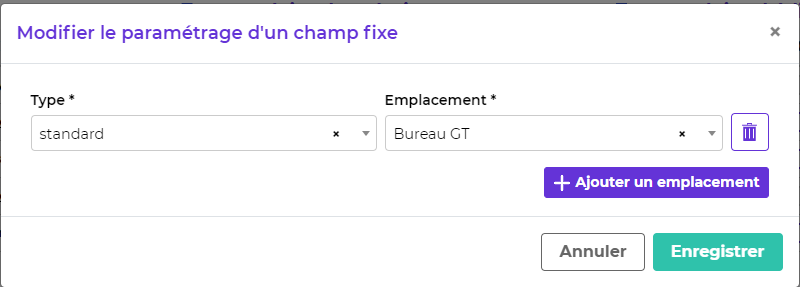 Modifier le paramétrage d'un champ fixe ×
Type * Emplacement *
standard × Bureau GT ×
+ Ajouter un emplacement
Annuler Enregistrer